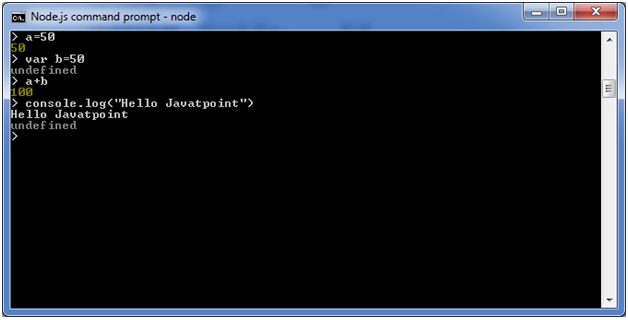 Node.js command prompt - node
> a=50
50
> var b=50
undefined
> a+b
100
> console.log("Hello Javatpoint")
Hello Javatpoint
undefined
>